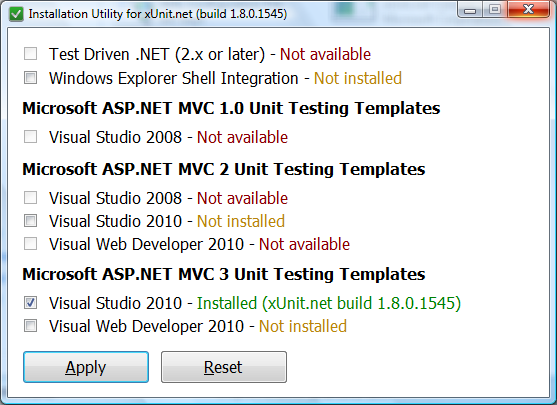 Installation Utility for xUnit.net (build 1.8.0.1545)
Test Driven .NET (2.x or later) - Not available
Windows Explorer Shell Integration - Not installed
Microsoft ASP.NET MVC 1.0 Unit Testing Templates
Visual Studio 2008 - Not available
Microsoft ASP.NET MVC 2 Unit Testing Templates
Visual Studio 2008 - Not available
Visual Studio 2010 - Not installed
Visual Web Developer 2010 - Not available
Microsoft ASP.NET MVC 3 Unit Testing Templates
Visual Studio 2010 - Installed (xUnit.net build 1.8.0.1545)
Visual Web Developer 2010 - Not installed
Apply Reset